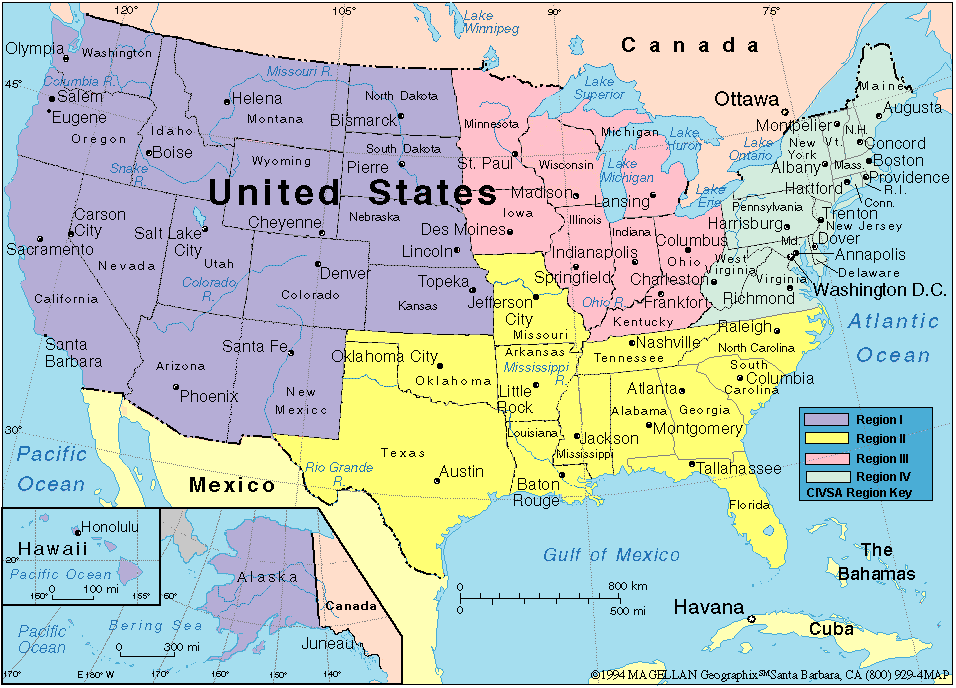 120°
105°
90°
75°
Lake
Winnipeg
Canada
Olympia
Washington
Missouri R.
Lake
Superior
Maine
45°
Columbia R.
Salem
Eugene
Helena
Montana
North Dakota
Bismarck
Minnesota
Michigan
Ottawa
Augusta
Montpelier
N.H.
Oregon
Idaho
Boise
South Dakota
Pierre
St. Paul
Wisconsin
Lake
Huron
Lake
Ontario
New
York
Vt.
Concord
Albany
Mass.
Boston
Snake
R.
Wyoming
Lake
Michigan
Providence
United States
Madison
Lansing
Lake
Erie
Hartford
R.I.
Conn.
Carson
City
Cheyenne
Nebraska
Iowa
Illinois
Indiana
Pennsylvania
Harrisburg
Trenton
New Jersey
Sacramento
Salt Lake
City
Des Moines
Lincoln
Indianapolis
Columbus
Ohio
Md.
Dover
Annapolis
Nevada
Utah
Denver
Topeka
Springfield
Charleston
West
Virginia
Virginia
Delaware
California
Colorado
R.
Colorado
Kansas
Jefferson
City
Ohio R.
Frankfort
Richmond
Washington D.C.
Missouri
Kentucky
Raleigh
Atlantic
Ocean
Santa
Barbara
Santa Fe
Oklahoma City
Arkansas
Nashville
Tennessee
North Carolina
Arizona
Mississippi
R.
South
Carolina
Columbia
Phoenix
New
Mexico
Oklahoma
Little
Rock
Atlanta
Alabama
Georgia
30°
Louisiana
Jackson
Montgomery
Region I
Region II
Region III
Region IV
CIVSA Region Key
Pacific
Ocean
Mexico
Rio Grande
R.
Texas
Austin
Mississippi
Tallahassee
Baton
Rouge
Florida
Honolulu
Hawaii
20°
Pacific Ocean
0 100 mi
160°
155°
60°
Alaska
Canada
Juneau
Bering Sea
Pacific
Ocean
0 300 mi
170°
E 180° W
170°
160°
150°
140°
Gulf of Mexico
0 800 km
0 500 mi
The
Bahamas
Havana
Cuba
©1994 MAGELLAN Geographix℠Santa Barbara, CA (800) 929-4MAP